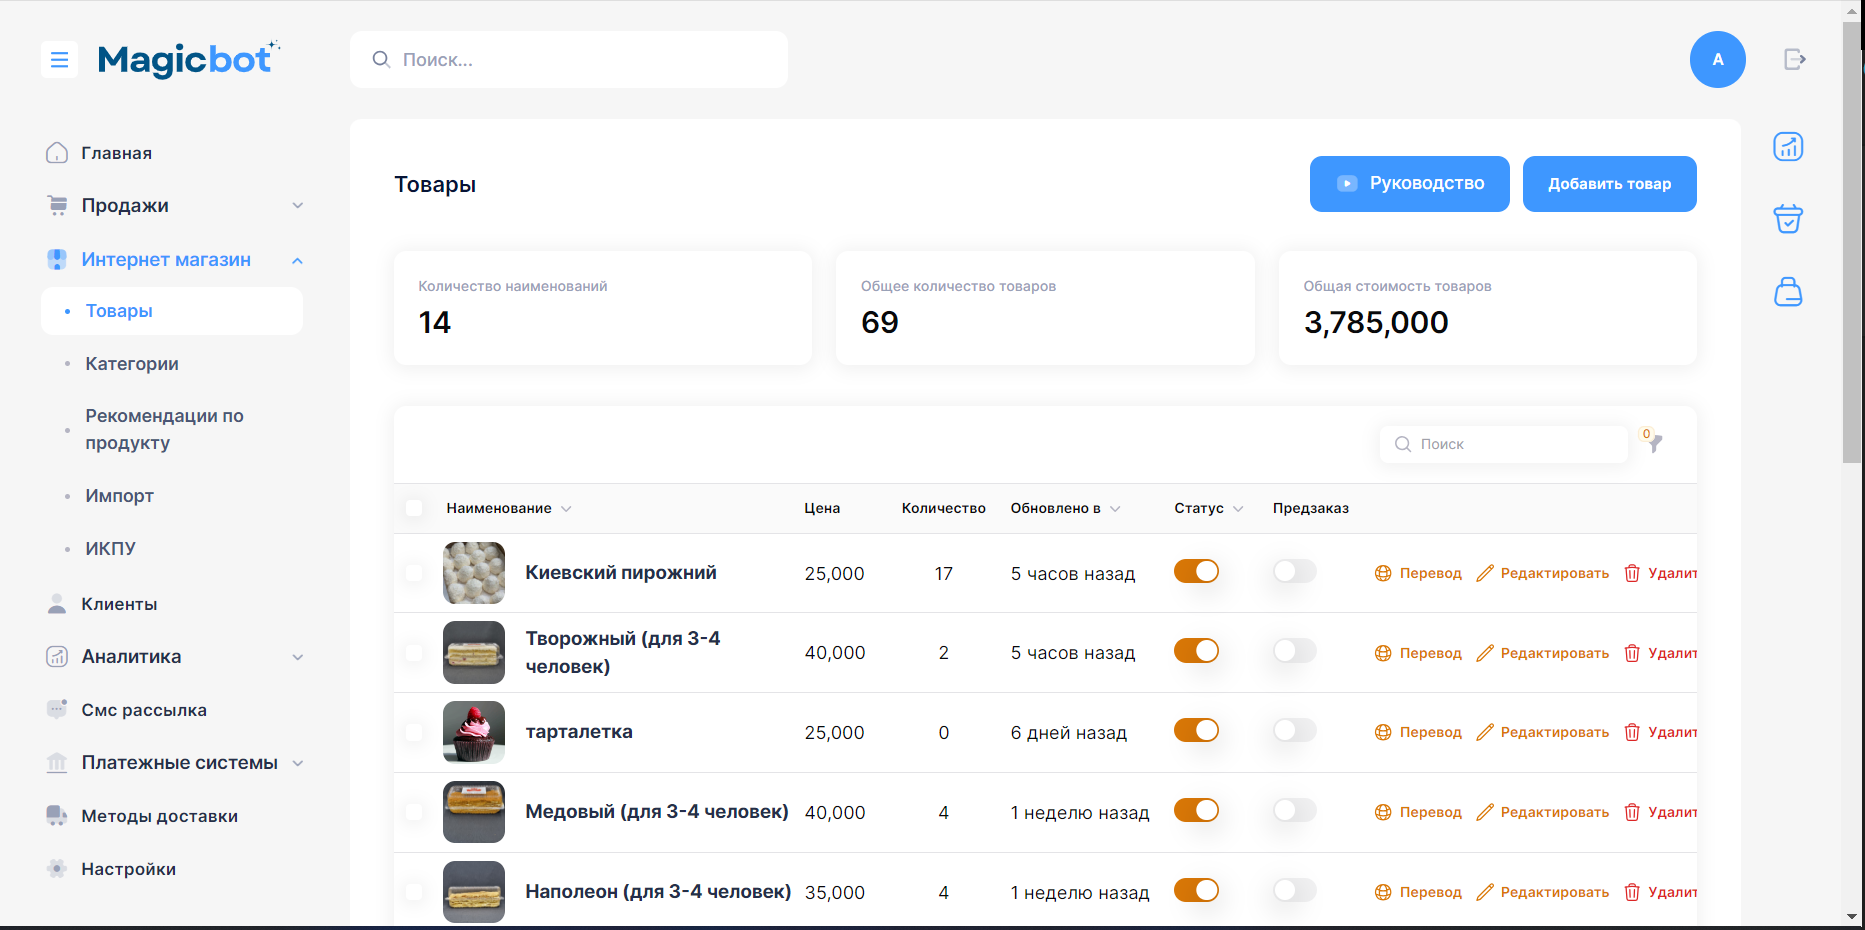 Magicbot
Поиск...
А
Главная
Продажи
Интернет магазин
Товары
Категории
Рекомендации по
продукту
Импорт
ИКПУ
Клиенты
Аналитика
Смс рассылка
Платежные системы
Методы доставки
Настройки
Товары
Руководство
Добавить товар
Количество наименований
14
Общее количество товаров
69
Общая стоимость товаров
3,785,000
Поиск
0
Наименование Цена Количество Обновлено в Статус Предзаказ
Киевский пирожний 25,000 17 5 часов назад Перевод Редактировать Удалит
Творожный (для 3-4
человек) 40,000 2 5 часов назад Перевод Редактировать Удалит
тарталетка 25,000 0 6 дней назад Перевод Редактировать Удалит
Медовый (для 3-4 человек) 40,000 4 1 неделю назад Перевод Редактировать Удалит
Наполеон (для 3-4 человек) 35,000 4 1 неделю назад Перевод Редактировать Удалит